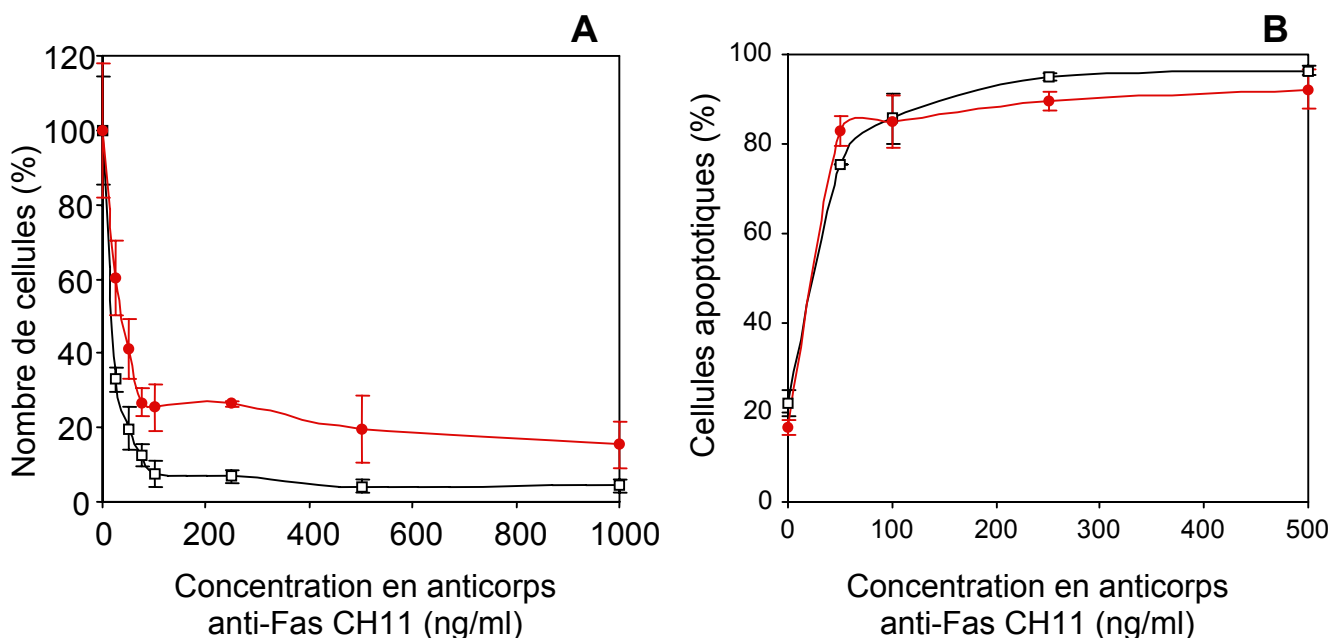 A
Nombre de cellules (%)
120
100
80
60
40
20
0
0 200 400 600 800 1000
Concentration en anticorps
anti-Fas CH11 (ng/ml)
B
Cellules apoptotiques (%)
100
80
60
40
20
0
0 100 200 300 400 500
Concentration en anticorps
anti-Fas CH11 (ng/ml)